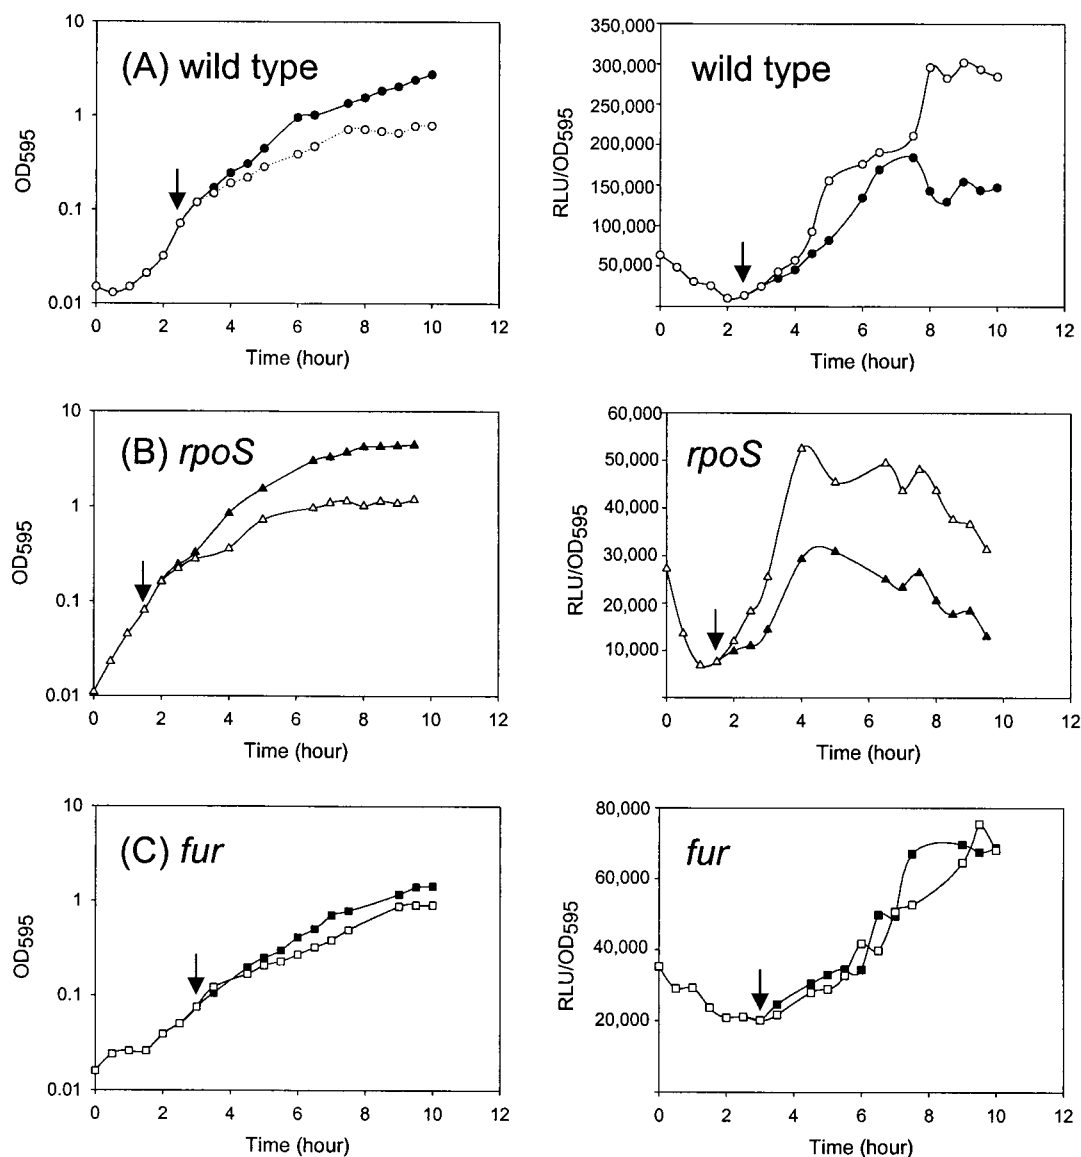 (A) wild type
OD595
10
1
0.1
0.01
0 2 4 6 8 10 12
Time (hour)
wild type
RLU/OD595
350,000
300,000
250,000
200,000
150,000
100,000
50,000
0 2 4 6 8 10 12
Time (hour)
(B) rpoS
OD595
10
1
0.1
0.01
0 2 4 6 8 10 12
Time (hour)
rpoS
RLU/OD595
60,000
50,000
40,000
30,000
20,000
10,000
0 2 4 6 8 10 12
Time (hour)
(C) fur
OD595
10
1
0.1
0.01
0 2 4 6 8 10 12
Time (hour)
fur
RLU/OD595
80,000
60,000
40,000
20,000
0 2 4 6 8 10 12
Time (hour)